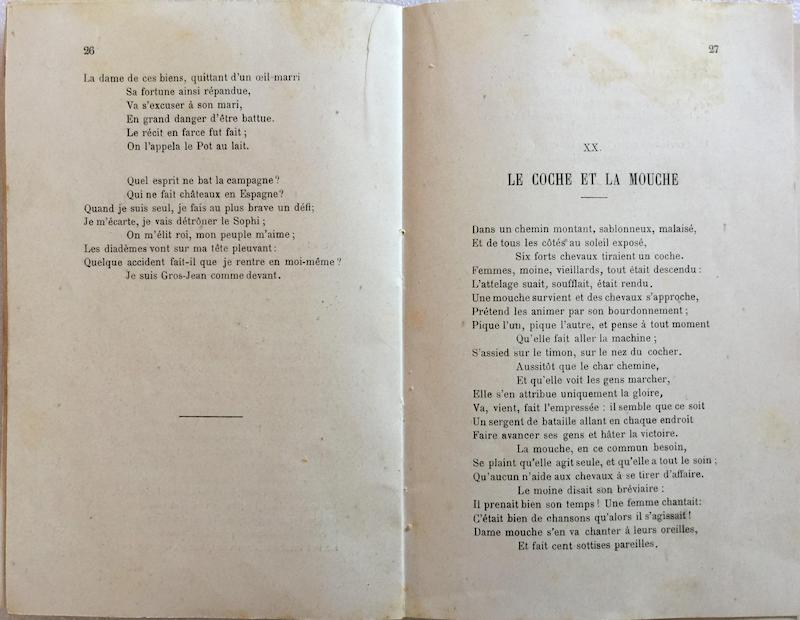 26
La dame de ces biens, quittant d'un œil marri
Sa fortune ainsi répandue,
Va s'excuser à son mari,
En grand danger d'être battue.
Le récit en farce fut fait ;
On l'appela le Pot au lait.
Quel esprit ne bat la campagne ?
Qui ne fait châteaux en Espagne?
Quand je suis seul, je fais au plus brave un défi;
Je m'écarte, je vais détrôner le Sophi ;
On m'élit roi, mon peuple m'aime ;
Les diadèmes vont sur ma tête pleuvant :
Quelque accident fait-il que je rentre en moi-même ?
Je suis Gros-Jean comme devant.
27
XX.
LE COCHE ET LA MOUCHE
Dans un chemin montant, sablonneux, malaisé,
Et de tous les côtés au soleil exposé,
Six forts chevaux tiraient un coche.
Femmes, moine, vieillards, tout était descendu :
L'attelage suait, soufflait, était rendu.
Une mouche survient et des chevaux s'approche,
Prétend les animer par son bourdonnement ;
Pique l'un, pique l'autre, et pense à tout moment
Qu'elle fait aller la machine ;
S'assied sur le timon, sur le nez du cocher.
Aussitôt que le char chemine,
Et qu'elle voit les gens marcher,
Elle s'en attribue uniquement la gloire,
Va, vient, fait l'empressée : il semble que ce soit
Un sergent de bataille allant en chaque endroit
Faire avancer ses gens et hâter la victoire.
La mouche, en ce commun besoin,
Se plaint qu'elle agit seule, et qu'elle a tout le soin ;
Qu'aucun n'aide aux chevaux à se tirer d'affaire.
Le moine disait son bréviaire :
Il prenait bien son temps ! Une femme chantait:
C'était bien de chansons qu'alors il s'agissait !
Dame mouche s'en va chanter à leurs oreilles,
Et fait cent sottises pareilles.